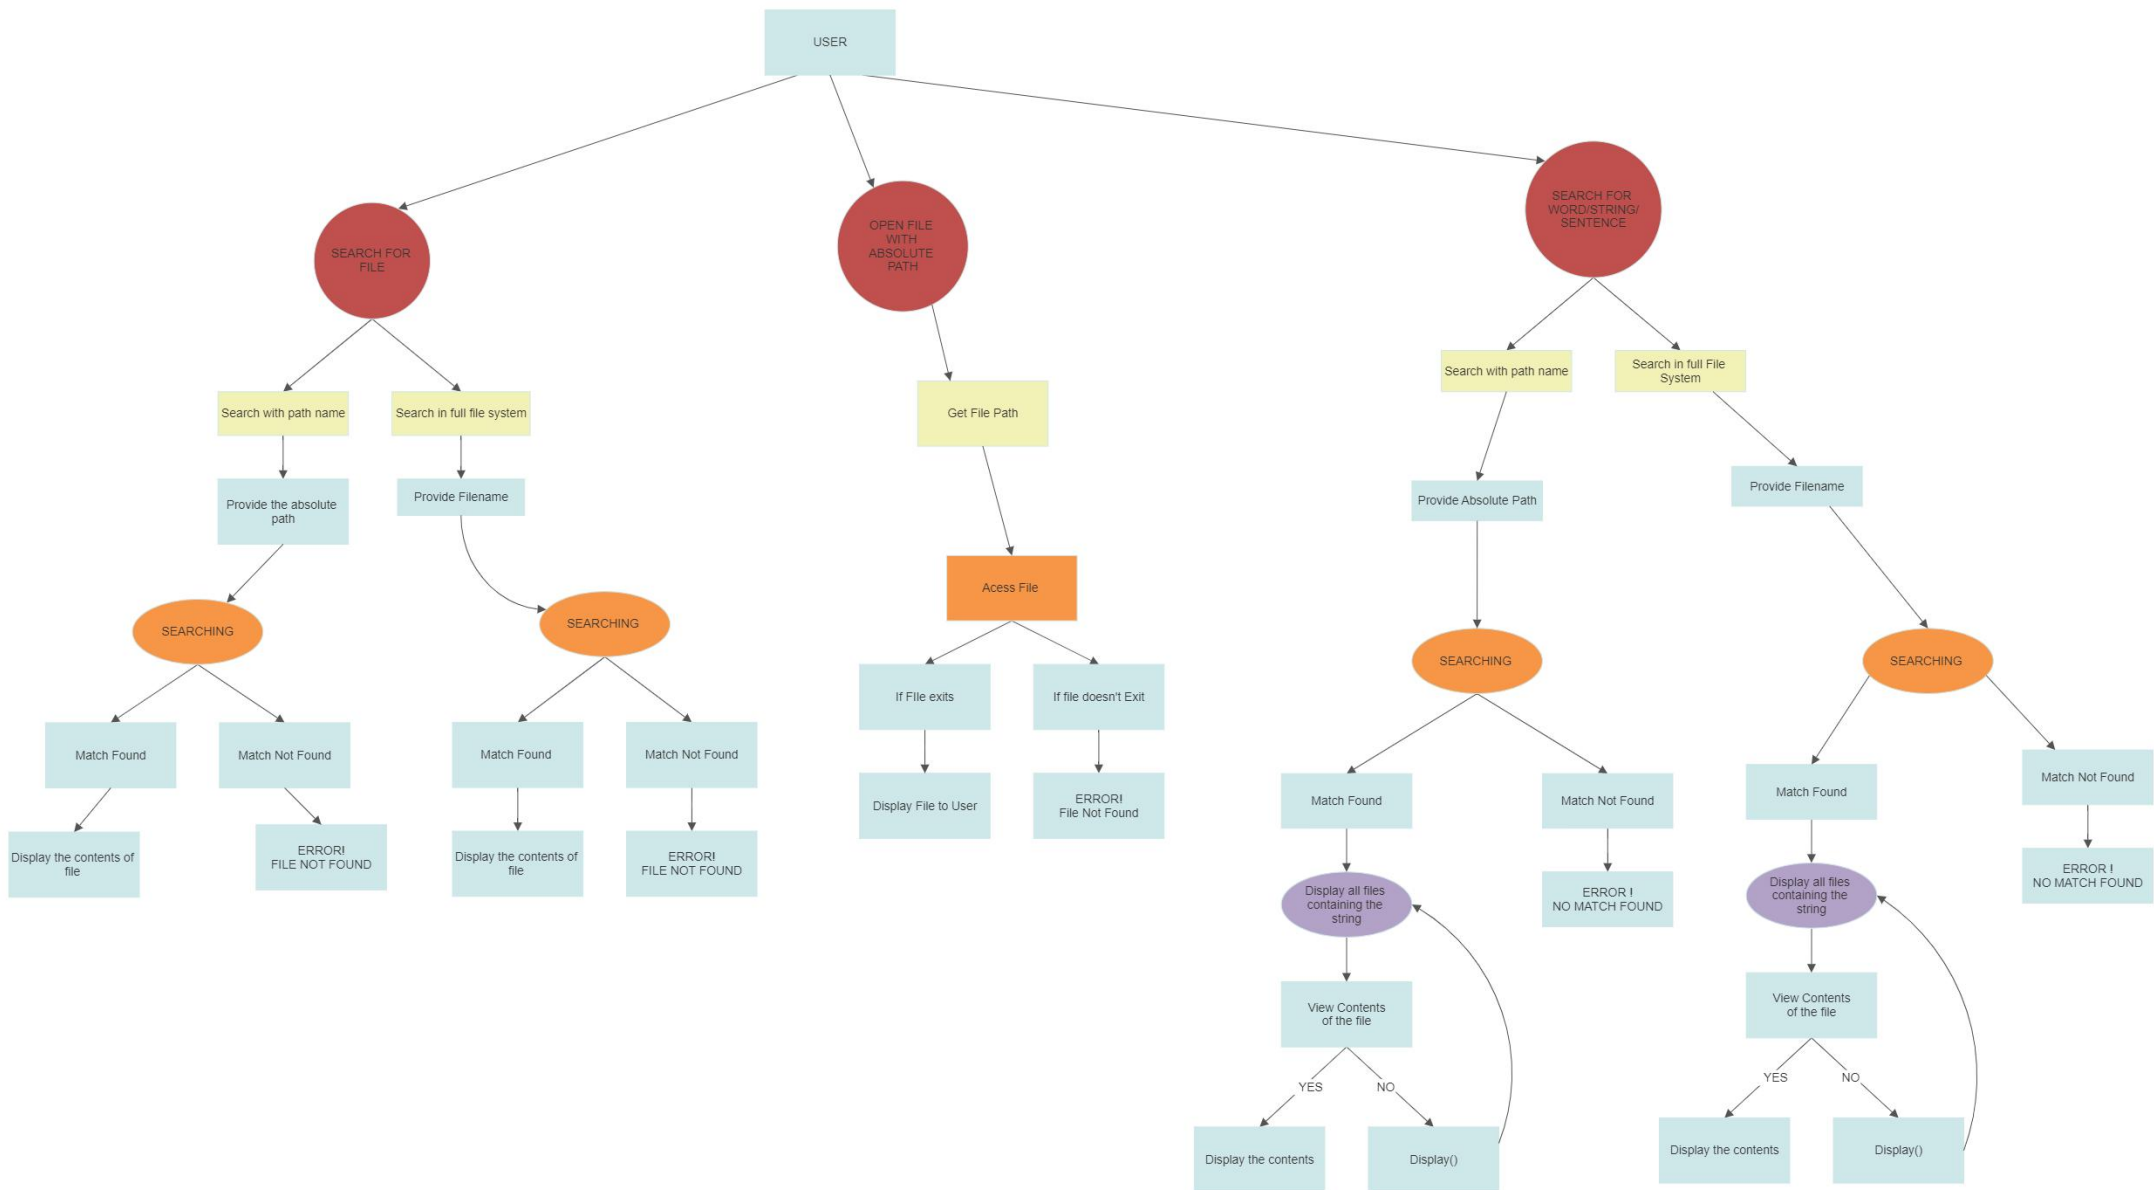 USER
SEARCH FOR
FILE
OPEN FILE
WITH
ABSOLUTE
PATH
SEARCH FOR
WORD/STRING/
SENTENCE
Search with path name
Search in full file system
Get File Path
Search with path name
Search in full File
System
Provide the absolute
path
Provide Filename
Provide Absolute Path
Provide Filename
Acess File
SEARCHING
SEARCHING
SEARCHING
SEARCHING
If FIle exits
If file doesn't Exit
Match Found
Match Not Found
Match Found
Match Not Found
Display File to User
ERROR!
File Not Found
Match Found
Match Not Found
Match Found
Match Not Found
Display the contents of
file
ERROR!
FILE NOT FOUND
Display the contents of
file
ERROR!
FILE NOT FOUND
Display all files
containing the
string
ERROR !
NO MATCH FOUND
Display all files
containing the
string
ERROR !
NO MATCH FOUND
View Contents
of the file
View Contents
of the file
YES
NO
YES
NO
Display the contents
Display()
Display the contents
Display()